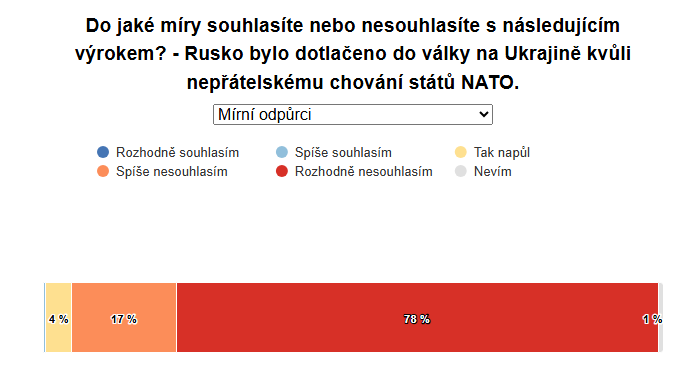 Do jaké míry souhlasíte nebo nesouhlasíte s následujícím
výrokem? - Rusko bylo dotlačeno do války na Ukrajině kvůli
nepřátelskému chování států NATO.
Mírní odpůrci
Rozhodně souhlasím Spíše souhlasím Tak napůl
Spíše nesouhlasím Rozhodně nesouhlasím Nevím
4 % 17 % 78 % 1 %